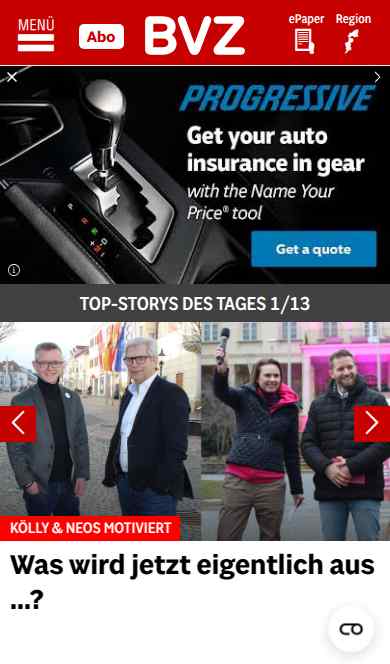 MENÜ
Abo
BVZ
ePaper
Region
PROGRESSIVE
Get your auto
insurance in gear
with the Name Your
Price® tool
Get a quote
TOP-STORYS DES TAGES 1/13
KÖLLY & NEOS MOTIVIERT
Was wird jetzt eigentlich aus
...?